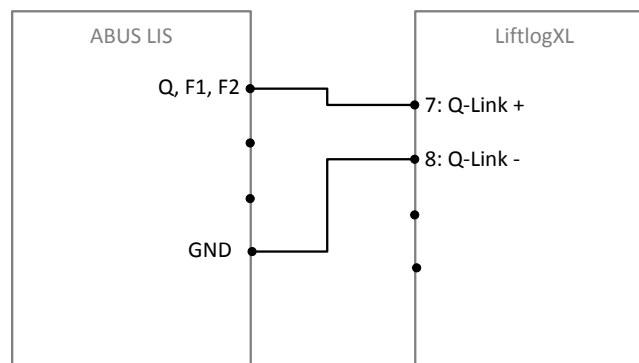 ABUS LIS
LiftlogXL
Q, F1, F2
7: Q-Link +
8: Q-Link -
GND